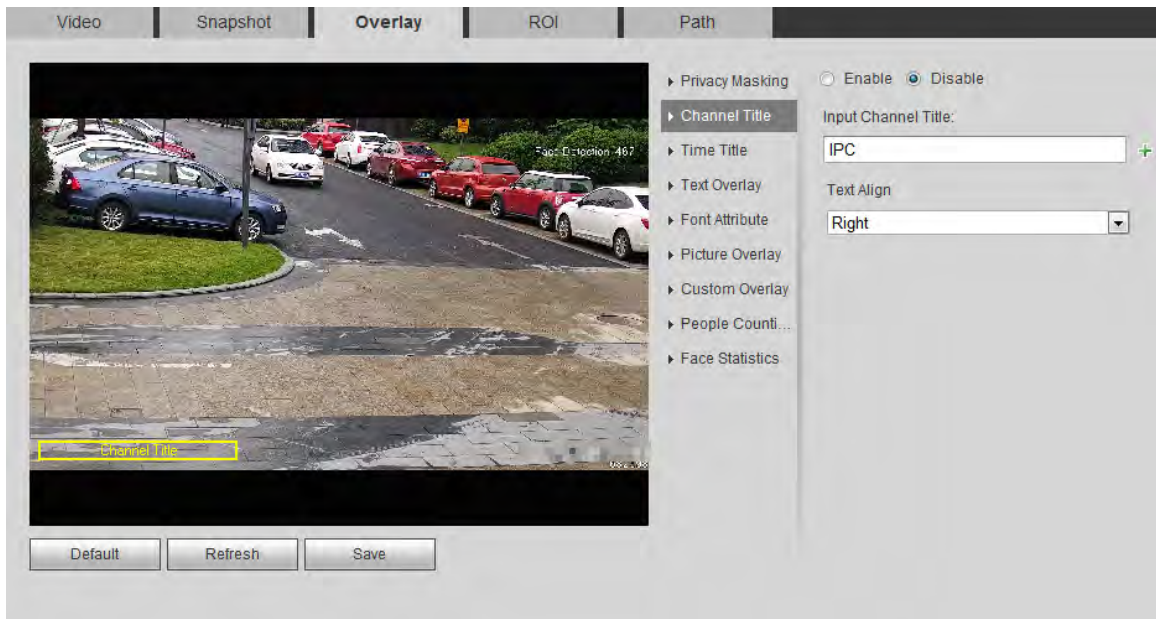 Video Snapshot Overlay ROI Path
Privacy Masking
Channel Title
Time Title
Text Overlay
Font Attribute
Picture Overlay
Custom Overlay
People Counti...
Face Statistics
Enable Disable
Input Channel Title:
IPC
Text Align
Right
Face Detection 467
Channel Title
Default Refresh Save